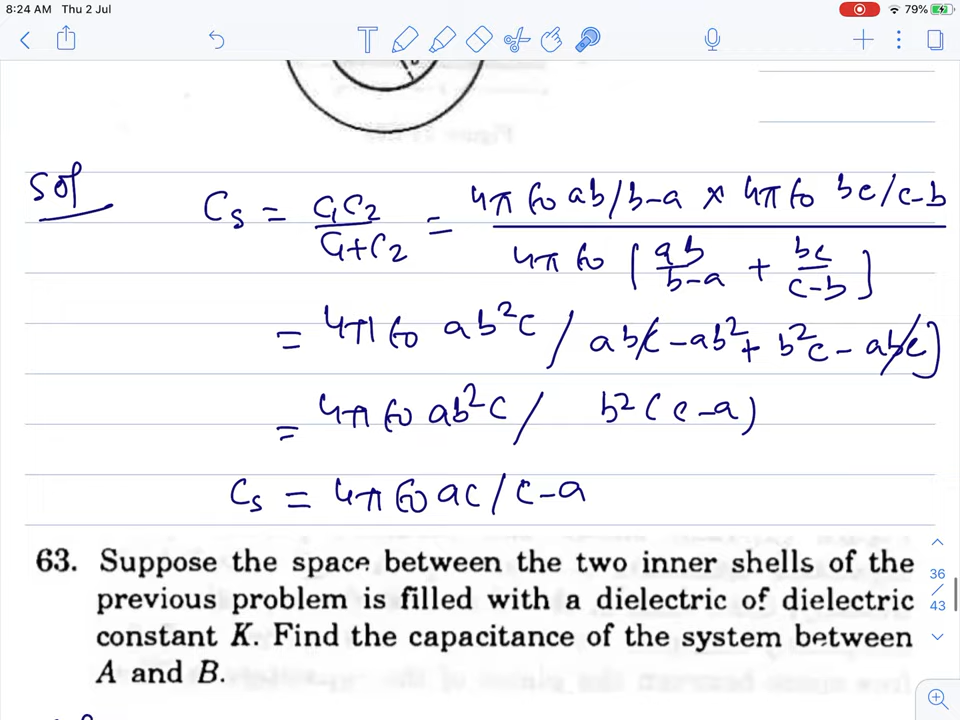 8:24 AM Thu 2 Jul
79%
T
Sol
Cs = C1C2/C1+C2 = 4π€0 ab/b-a × 4π€0 bc/c-b / 4π€0 [ab/b-a + bc/c-b]
= 4π€0 ab²c / abc - ab² + b²c - abc]
= 4π€0 ab²c / b²(c-a)
Cs = 4π€0 ac/c-a
63. Suppose the space between the two inner shells of the
previous problem is filled with a dielectric of dielectric
constant K. Find the capacitance of the system between
A and B.
36
/
43